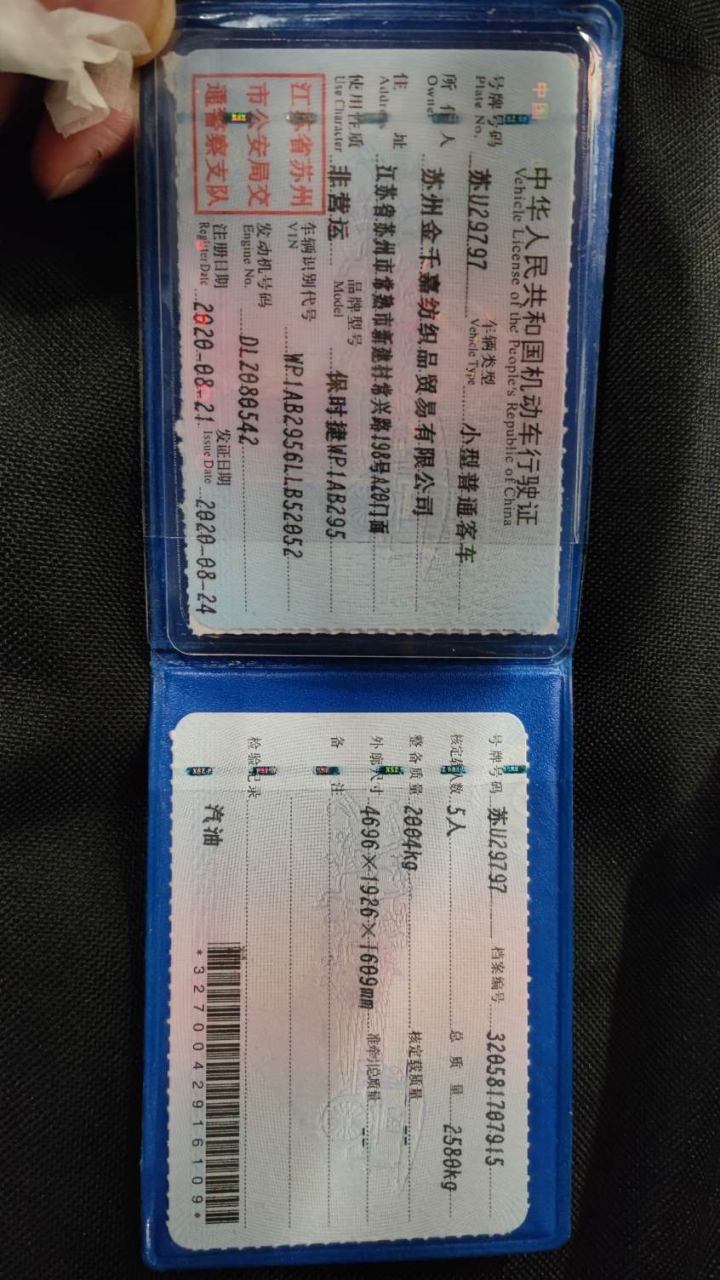 中华人民共和国机动车行驶证
Vehicle License of the People's Republic of China
号牌号码 苏U29797 车辆类型 小型普通客车
Plate No. Vehicle Type
所有人 苏州金千嘉纺织品贸易有限公司
Owner
住址 江苏省苏州市常熟市新建村常兴路198号A20门面
Address
使用性质 非营运 品牌型号 保时捷WP1AB295
Use Character Model
江苏省苏州
市公安局交
通警察支队
车辆识别代号 WP1AB2956LLB52052
VIN
发动机号码 DLZ080542
Engine No.
注册日期 2020-08-21 发证日期 2020-08-24
Register Date Issue Date
号牌号码 苏U29797 档案编号 320581707915
核定载人数 5人 总质量 2580kg
整备质量 2004kg 核定载质量 --
外廓尺寸 4696×1926×1609mm 准牵引总质量 --
备注
检验记录
汽油
*3270042916109*